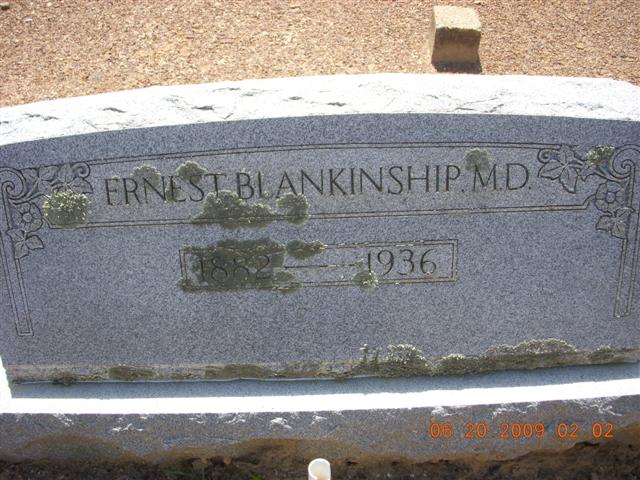 ERNEST BLANKINSHIP, M.D.
1882 — 1936
06 20 2009 02 02